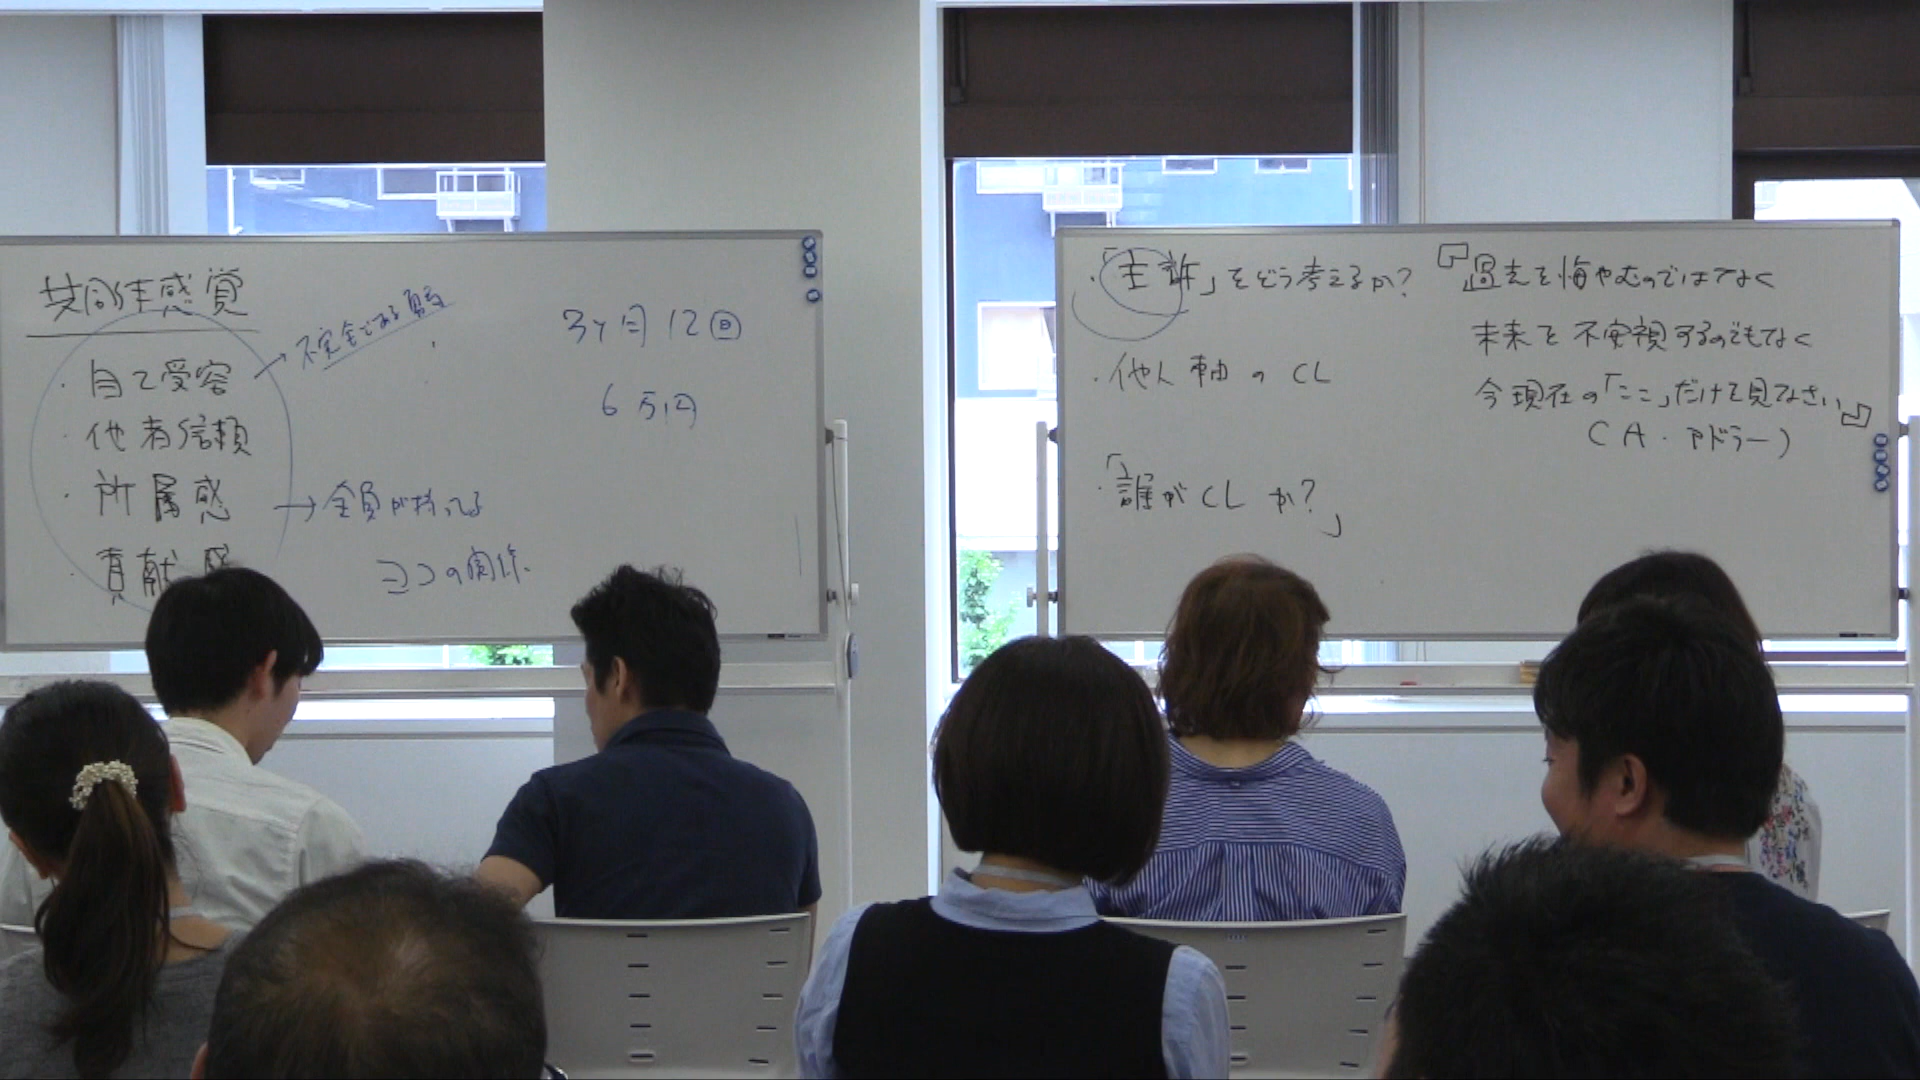 共同体感覚
・自己受容
→不完全である勇気
・他者信頼
・所属感
→全員が持ってる
ヨコの関係
・貢献感
3ヶ月 12回
6万円
・「主訴」をどう考えるか?
・他人軸の CL
・「誰が CL か?」
『過去を悔やむのではなく
未来を不安視するのでもなく
今現在の「ここ」だけを見なさい』
(A・アドラー)